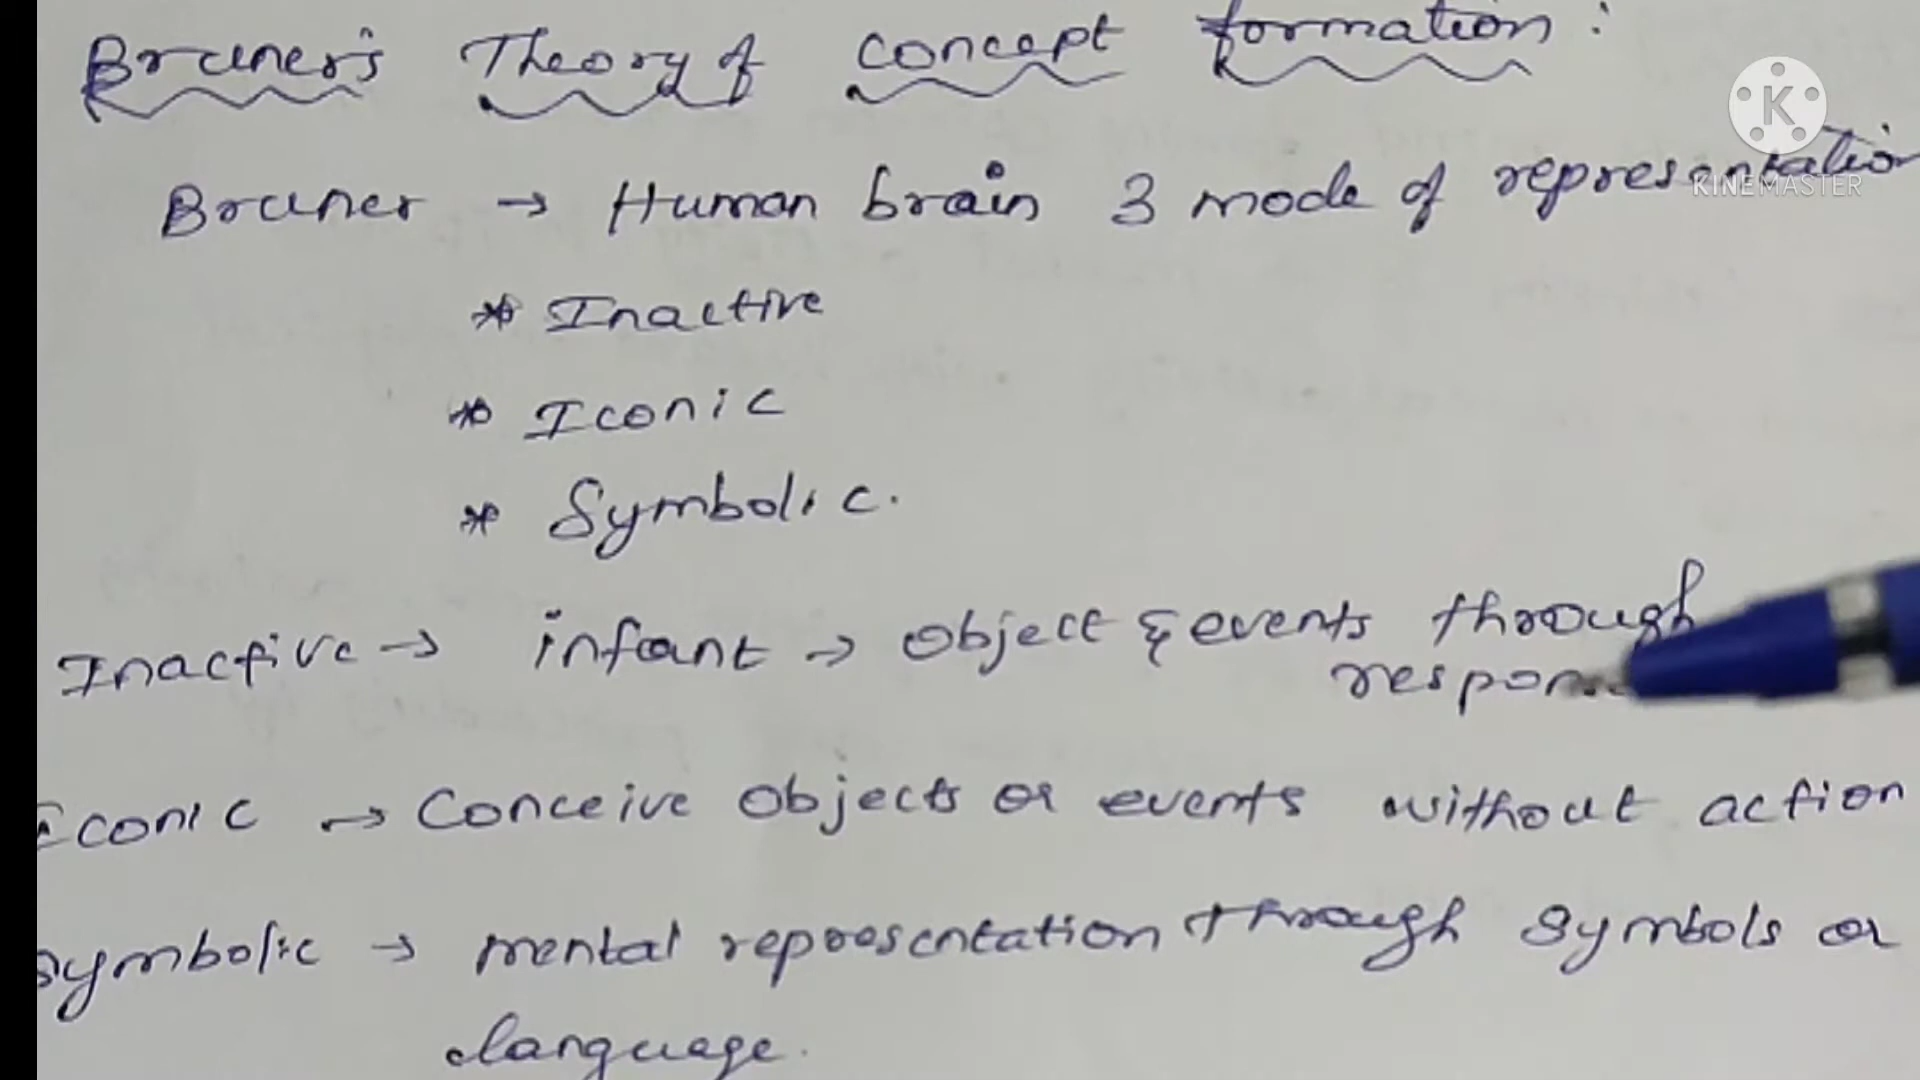 Bruner's Theory of concept formation:
Bruner → Human brain 3 mode of representation
* Inactive
* Iconic
* Symbolic.
Inactive → infant → Object & events through
Iconic → Conceive objects or events without action
Symbolic → mental representation through symbols or
language.
K
KINEMASTER